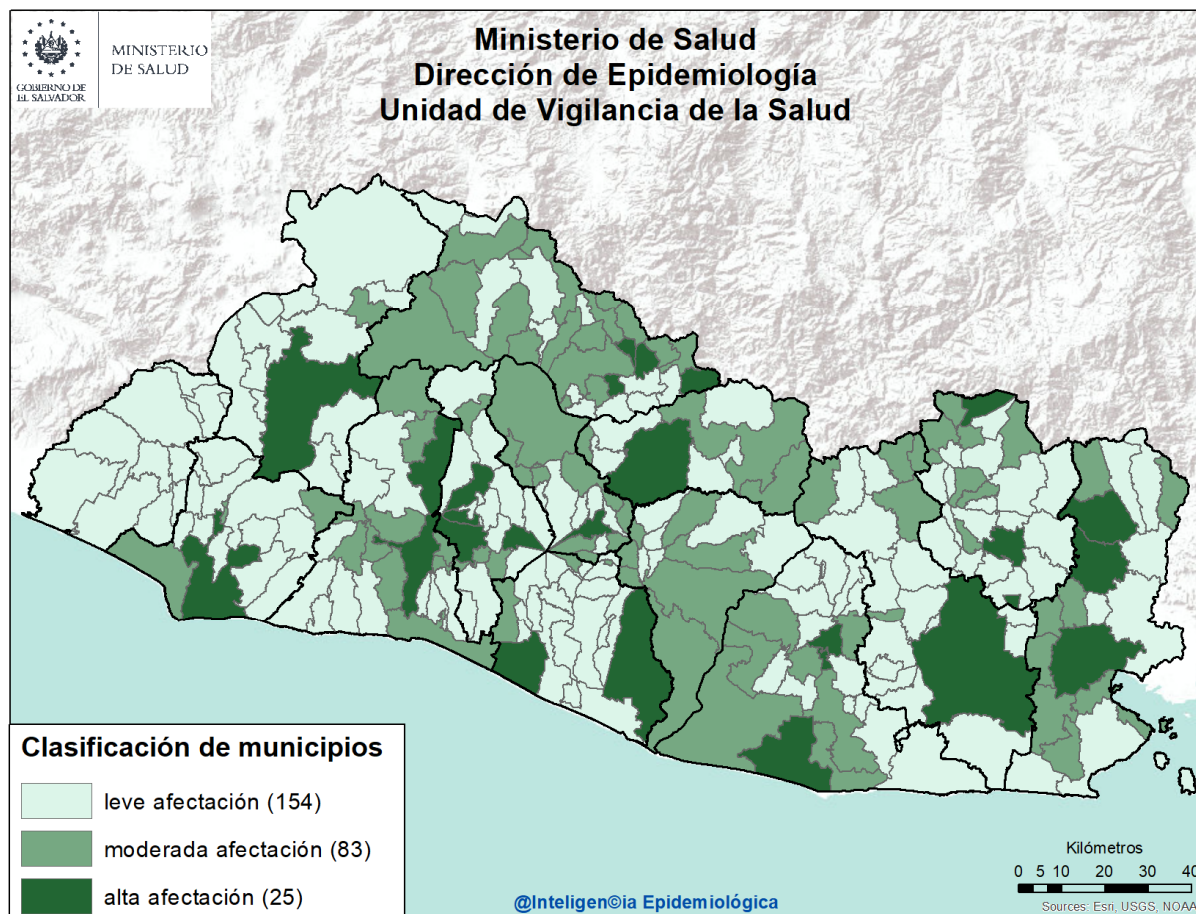 GOBIERNO DE
EL SALVADOR
MINISTERIO
DE SALUD
Ministerio de Salud
Dirección de Epidemiología
Unidad de Vigilancia de la Salud
Clasificación de municipios
leve afectación (154)
moderada afectación (83)
alta afectación (25)
@Inteligen©ia Epidemiológica
Kilómetros
0 5 10 20 30 40
Sources: Esri, USGS, NOAA